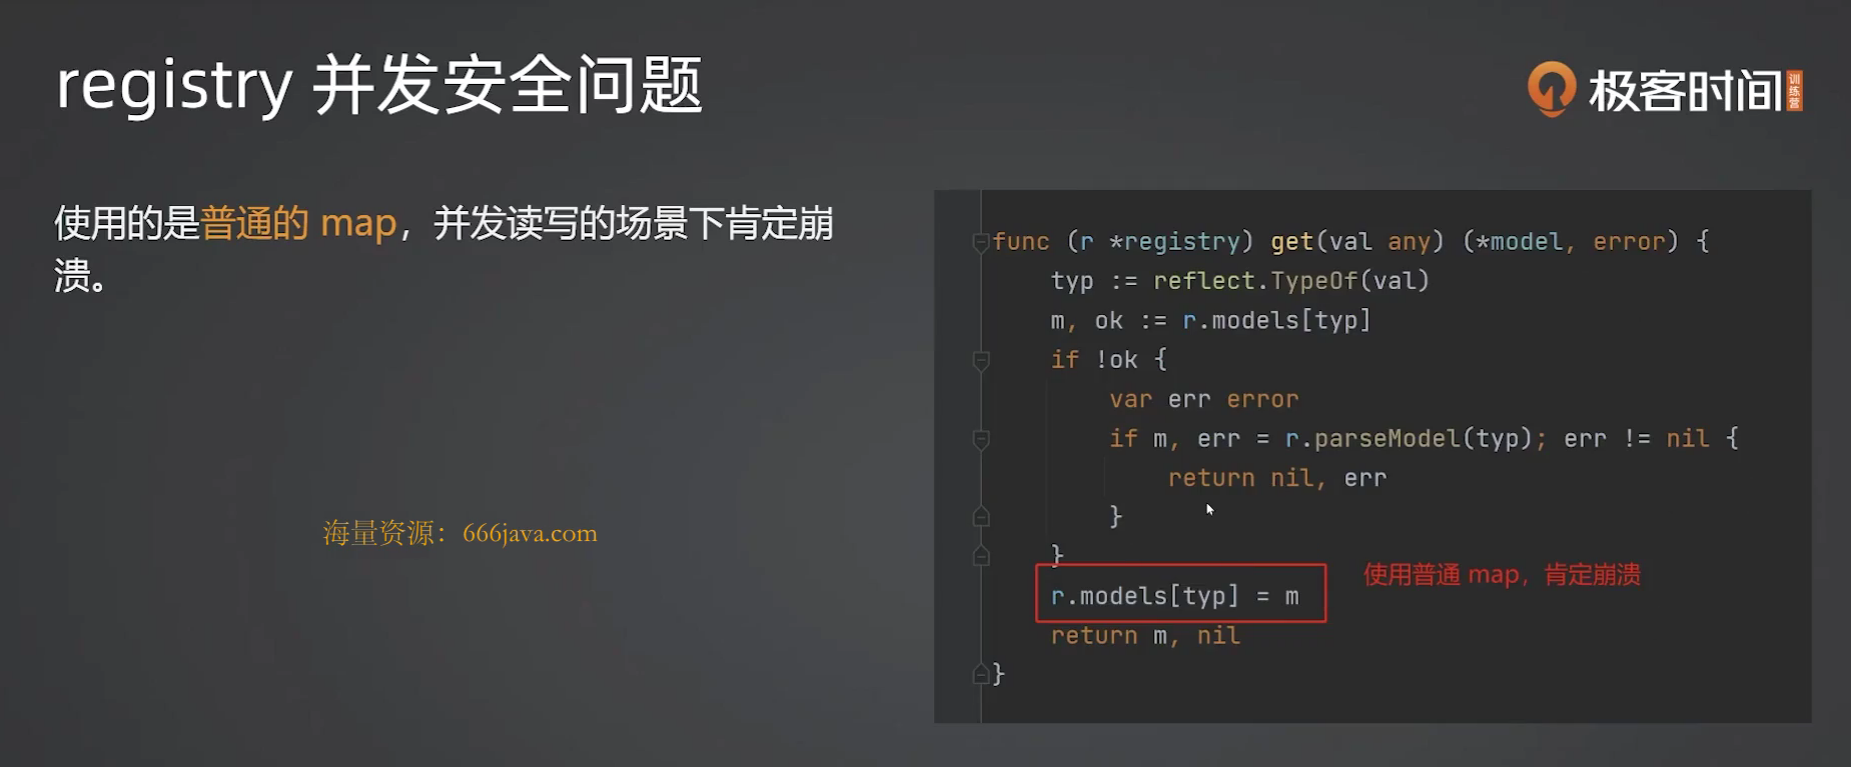 registry 并发安全问题
极客时间
训练营
使用的是普通的 map，并发读写的场景下肯定崩
溃。
海量资源：666java.com
func (r *registry) get(val any) (*model, error) {
typ := reflect.TypeOf(val)
m, ok := r.models[typ]
if !ok {
var err error
if m, err = r.parseModel(typ); err != nil {
return nil, err
}
}
r.models[typ] = m
使用普通 map，肯定崩溃
return m, nil
}